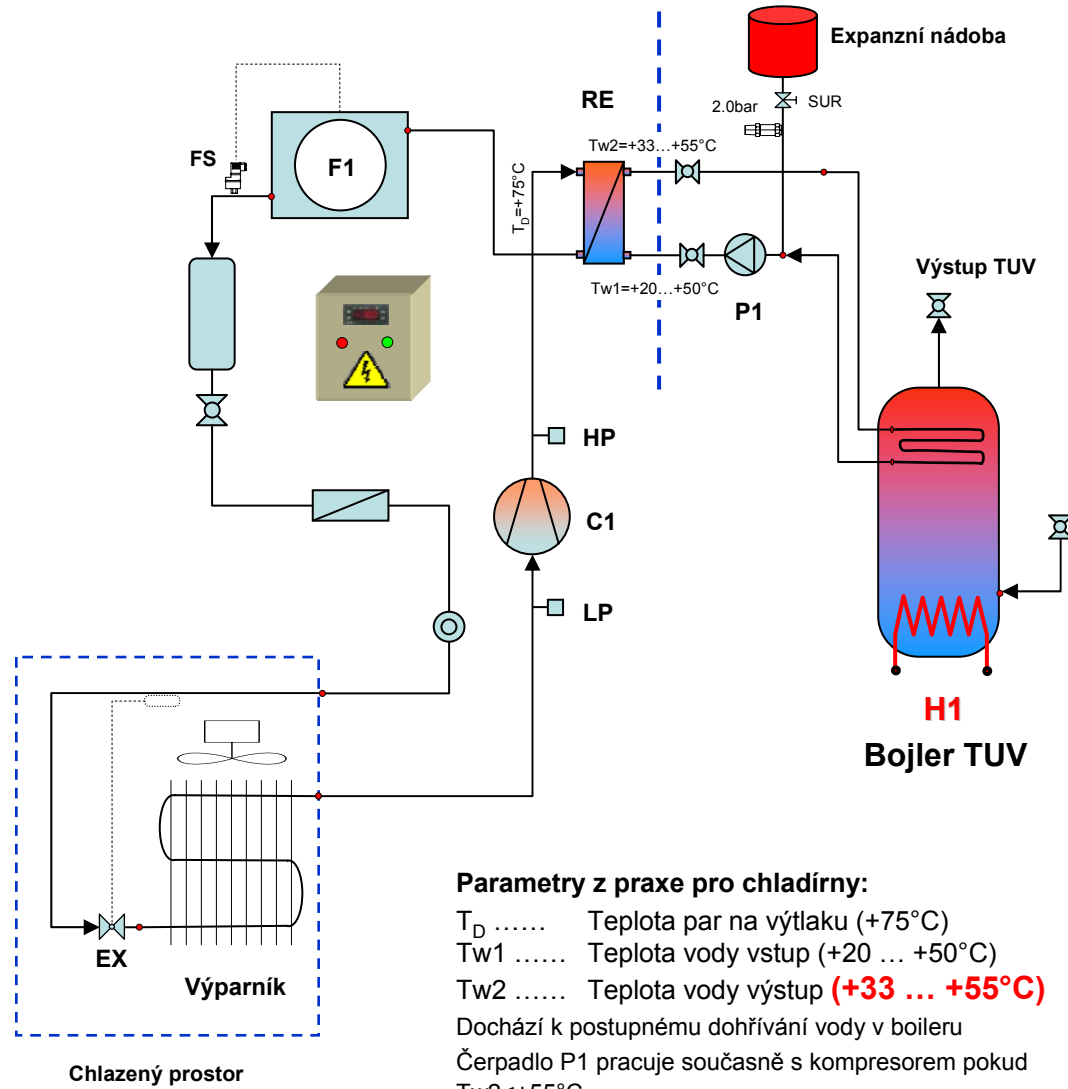 Expanzní nádoba
RE
2.0bar
SUR
Tw2=+33…+55°C
FS
F1
T_D=+75°C
Tw1=+20…+50°C
P1
Výstup TUV
HP
C1
LP
H1
Bojler TUV
EX
Výparník
Chlazený prostor
Parametry z praxe pro chladírny:
T_D …… Teplota par na výtlaku (+75°C)
Tw1 …… Teplota vody vstup (+20 … +50°C)
Tw2 …… Teplota vody výstup (+33 … +55°C)
Dochází k postupnému dohřívání vody v boileru
Čerpadlo P1 pracuje současně s kompresorem pokud